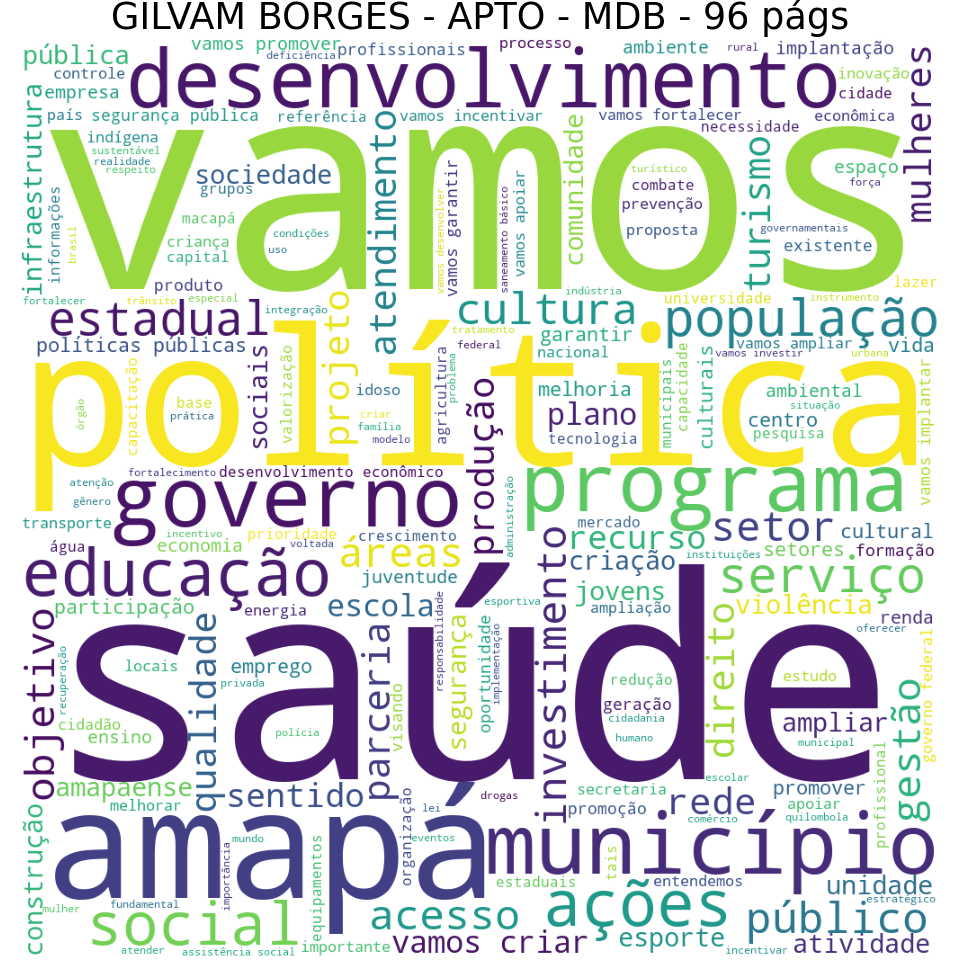 GILVAM BORGES - APTO - MDB - 96 págs
pública
vamos promover
deficiência
profissionais
processo
ambiente
rural
implantação
controle
desenvolvimento
inovação
mulheres
empresa
cidade
infraestrutura
país
segurança pública
referência
vamos incentivar
vamos fortalecer
econômica
necessidade
indígena
sustentável
realidade
respeito
vamos
sociedade
grupos
atendimento
comunidade
turismo
espaço
força
turístico
combate
prevenção
informações
brasil
macapá
criança
capital
condições
uso
vamos desenvolver
vamos garantir
saneamento básico
vamos apoiar
proposta
governamentais
existente
produto
fortalecer
trânsito
especial
integração
indústria
universidade
instrumento
lazer
estadual
projeto
cultura
população
tratamento
garantir
políticas públicas
federal
nacional
vamos ampliar
vamos investir
urbana
vida
política
sociais
valorização
idoso
agricultura
problema
melhoria
municipais
capacidade
culturais
ambiental
situação
vamos implantar
órgão
capacitação
base
prática
criar
família
modelo
produção
plano
tecnologia
centro
pesquisa
fortalecimento
desenvolvimento econômico
atenção
gênero
governo
administração
programa
transporte
incentivo
prioridade
crescimento
mercado
setor
cultural
água
economia
voltada
áreas
investimento
recurso
instituições
setores
formação
educação
juventude
criação
serviço
participação
energia
escola
esportiva
jovens
ampliação
violência
renda
oferecer
objetivo
qualidade
parceria
responsabilidade
segurança
oportunidade
implementação
direito
governo federal
recuperação
locais
emprego
privada
saúde
redução
estudo
cidadão
ensino
visando
geração
cidadania
ampliar
gestão
polícia
humano
municipal
amapaense
escolar
melhorar
sentido
organização
drogas
secretaria
promoção
rede
promover
apoiar
quilombola
profissional
construção
amapá
mundo
lei
eventos
município
comércio
importância
equipamentos
tais
estaduais
entendemos
unidade
estratégico
mulher
fundamental
social
acesso
ações
público
atender
assistência social
importante
vamos criar
esporte
incentivar
atividade